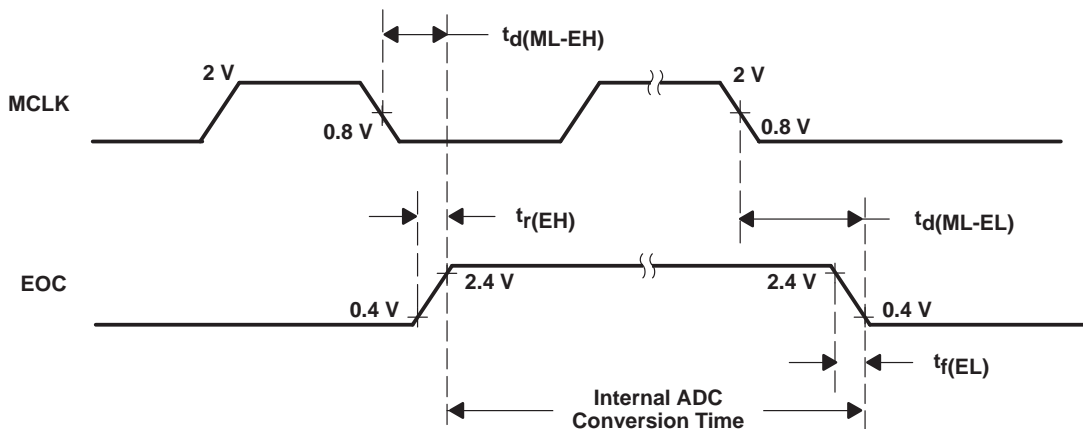 td(ML-EH)
2 V
2 V
MCLK
0.8 V
0.8 V
tr(EH)
td(ML-EL)
EOC
2.4 V
2.4 V
0.4 V
0.4 V
tf(EL)
Internal ADC
Conversion Time